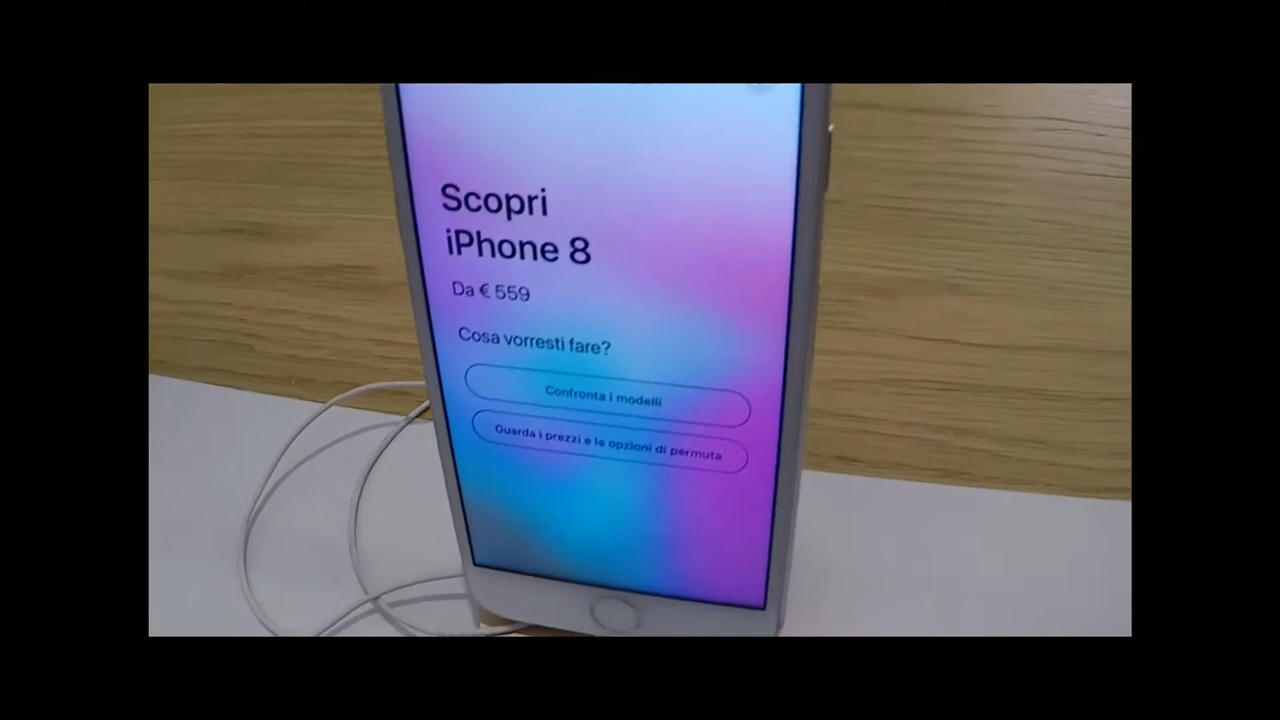 Scopri
iPhone 8
Da € 559
Cosa vorresti fare?
Confronta i modelli
Guarda i prezzi e le opzioni di permuta